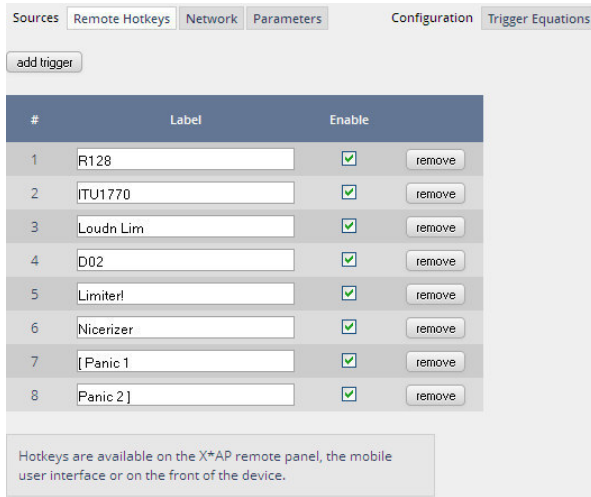 Sources Remote Hotkeys Network Parameters Configuration Trigger Equations
add trigger
# Label Enable
1 R128 remove
2 ITU1770 remove
3 Loudn Lim remove
4 D02 remove
5 Limiter! remove
6 Nicerizer remove
7 [ Panic 1 remove
8 Panic 2 ] remove
Hotkeys are available on the X*AP remote panel, the mobile
user interface or on the front of the device.